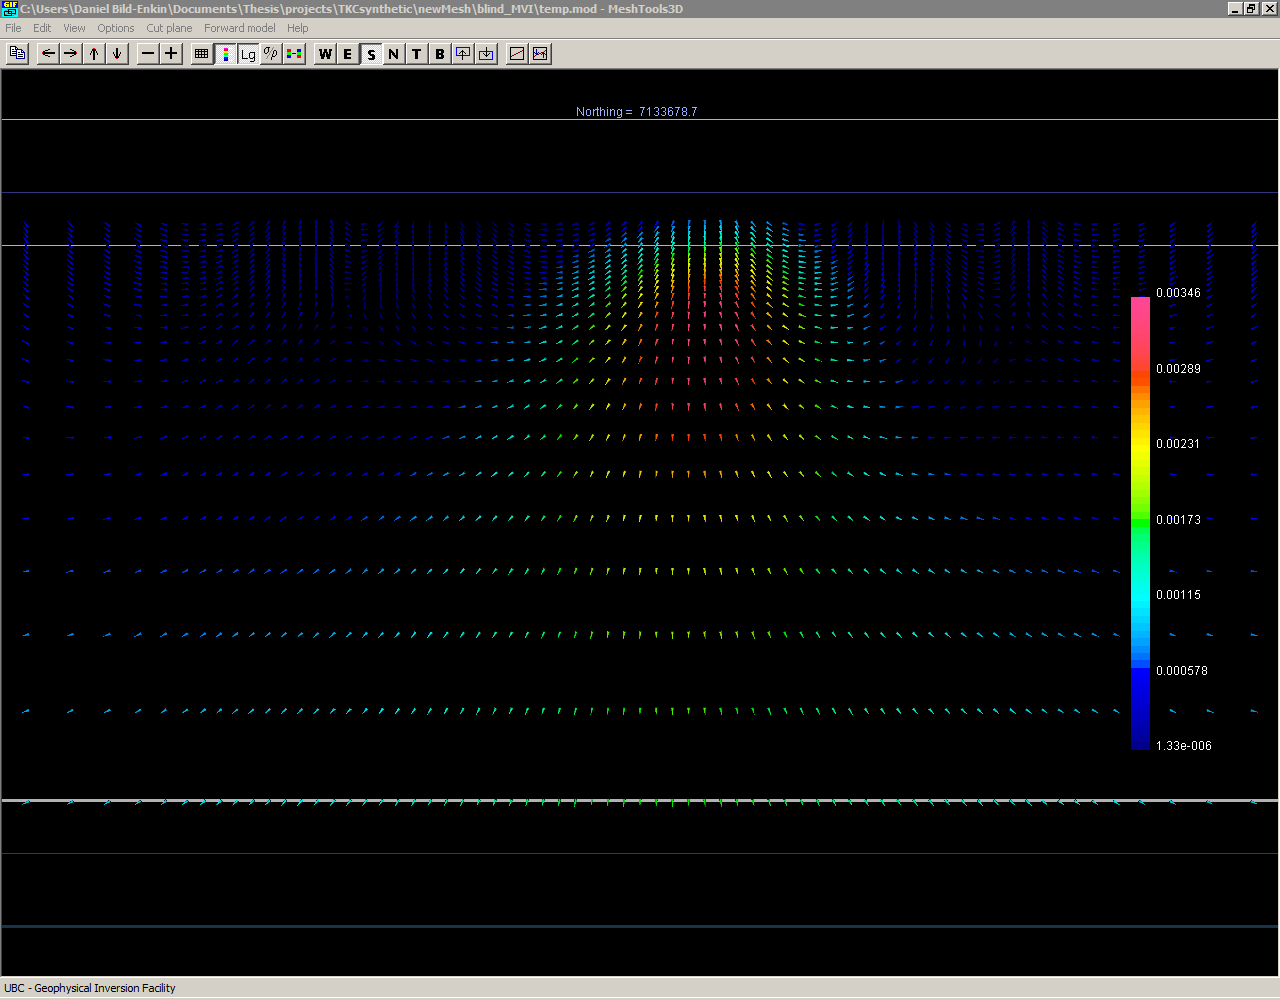 GIF
C:\Users\Daniel Bild-Enkin\Documents\Thesis\projects\TKCsynthetic\newMesh\blind_MVI\temp.mod - MeshTools3D
File Edit View Options Cut plane Forward model Help
Lg σ/ρ W E S N T B
Northing = 7133678.7
0.00346
0.00289
0.00231
0.00173
0.00115
0.000578
1.33e-006
UBC - Geophysical Inversion Facility